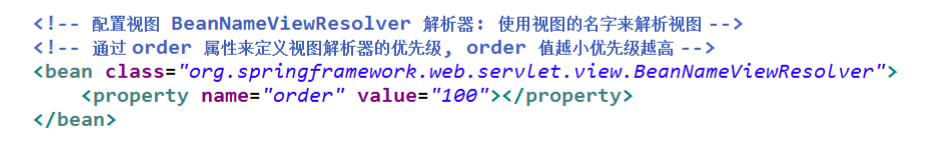 <!-- 配置视图 BeanNameViewResolver 解析器: 使用视图的名字来解析视图 -->
<!-- 通过 order 属性来定义视图解析器的优先级, order 值越小优先级越高 -->
<bean class="org.springframework.web.servlet.view.BeanNameViewResolver">
    <property name="order" value="100"></property>
</bean>